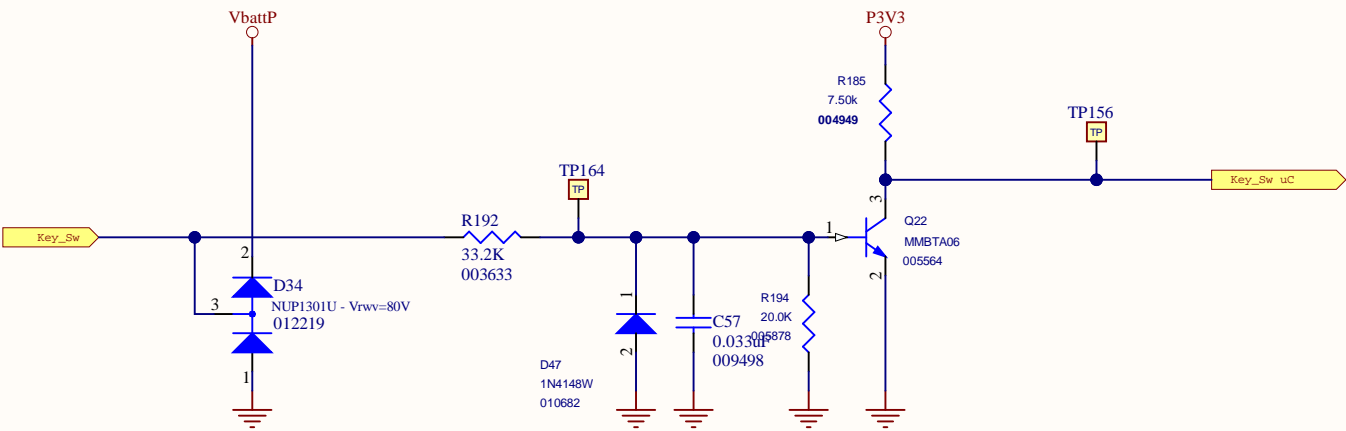 VbattP
P3V3
R185
7.50k
004949
TP156
TP
TP164
TP
Key_Sw uC
3
Key_Sw
R192
33.2K
003633
1
Q22
MMBTA06
005564
2
2
D34
NUP1301U - Vrwv=80V
012219
3
1
1
2
C57
0.033uF
009498
R194
20.0K
005878
D47
1N4148W
010682